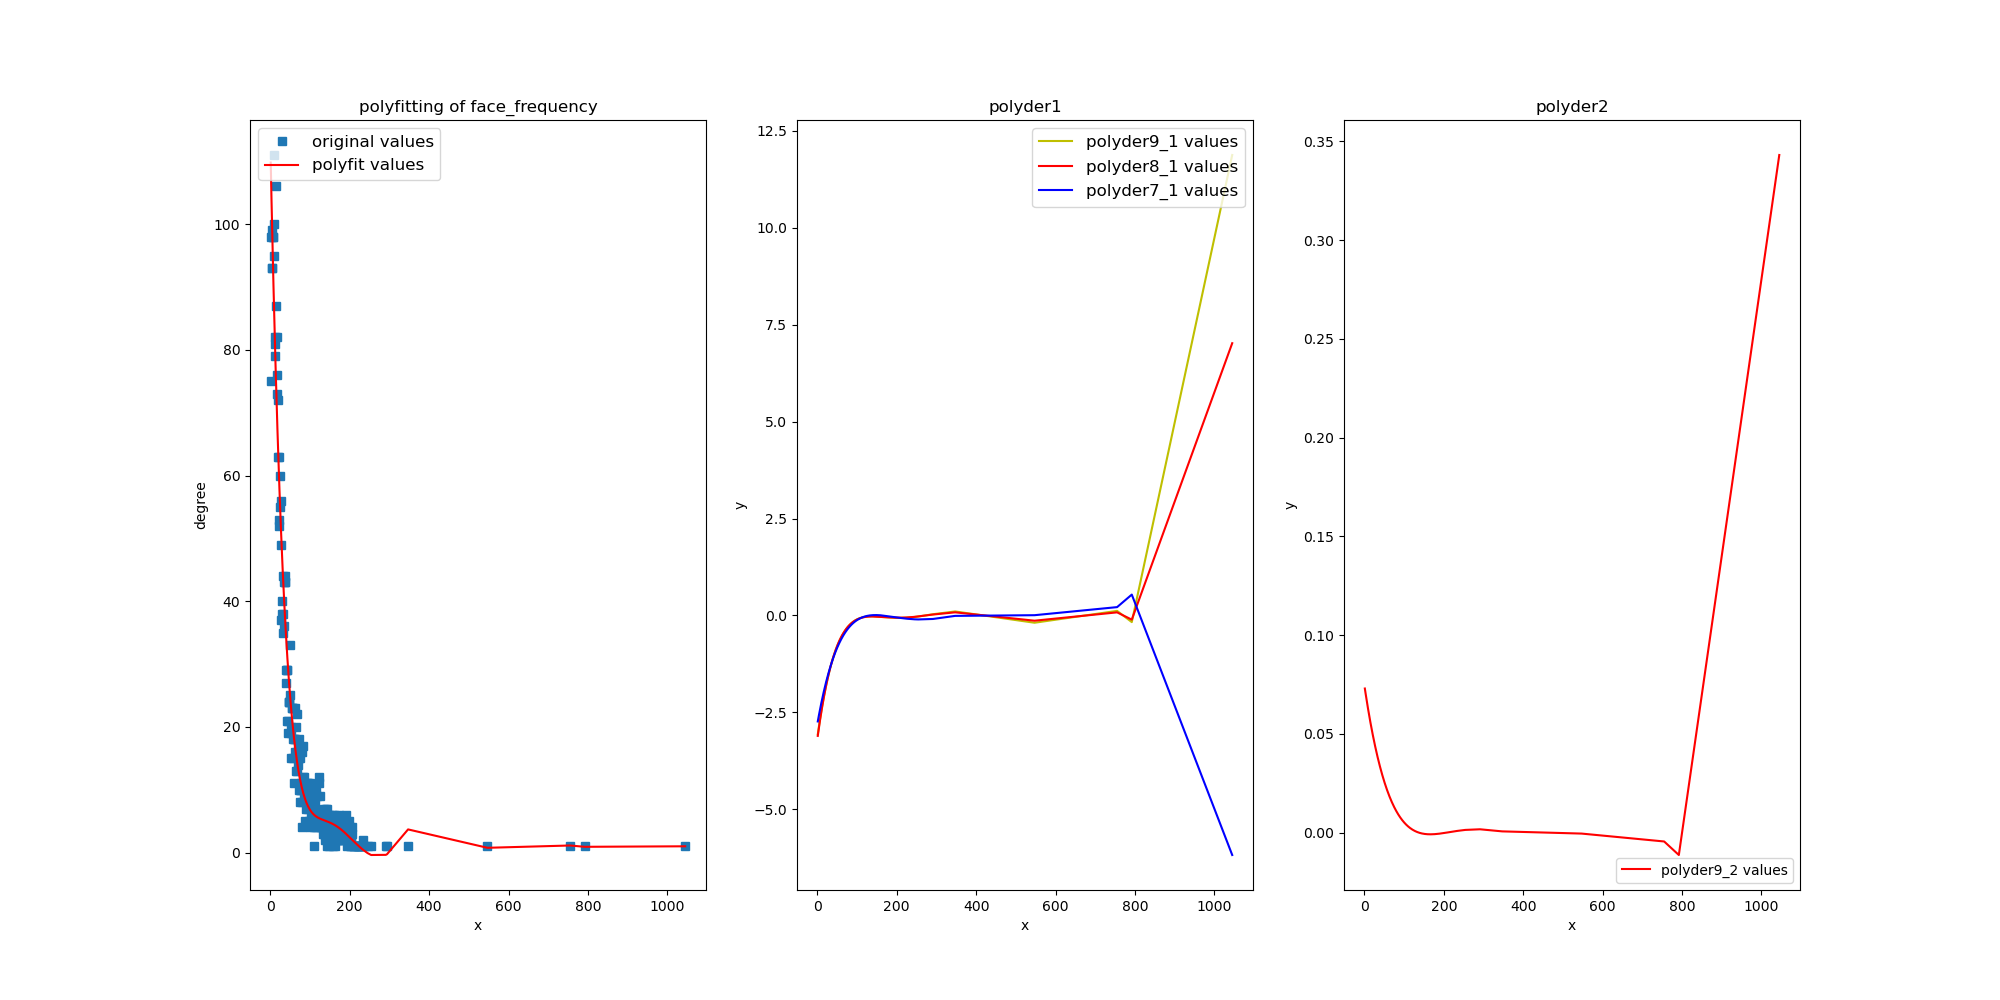 polyfitting of face_frequency
original values
polyfit values
100
80
60
40
20
0
degree
0 200 400 600 800 1000
x
polyder1
polyder9_1 values
polyder8_1 values
polyder7_1 values
12.5
10.0
7.5
5.0
2.5
0.0
−2.5
−5.0
y
0 200 400 600 800 1000
x
polyder2
0.35
0.30
0.25
0.20
0.15
0.10
0.05
0.00
y
polyder9_2 values
0 200 400 600 800 1000
x